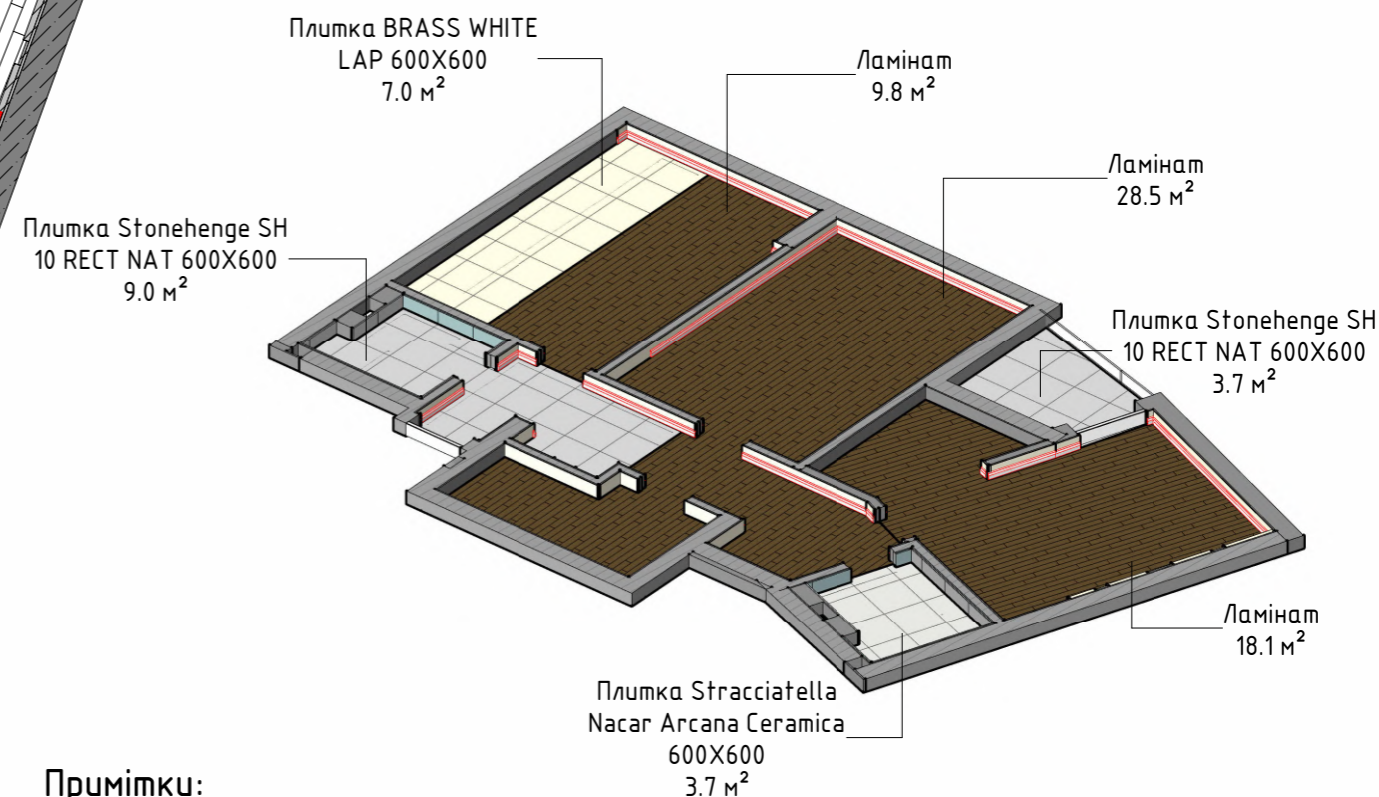 Плитка BRASS WHITE
LAP 600X600
7.0 м²
Ламінат
9.8 м²
Ламінат
28.5 м²
Плитка Stonehenge SH
10 RECT NAT 600X600
9.0 м²
Плитка Stonehenge SH
10 RECT NAT 600X600
3.7 м²
Ламінат
18.1 м²
Плитка Stracciatella
Nacar Arcana Ceramica
600X600
3.7 м²
Примітки: